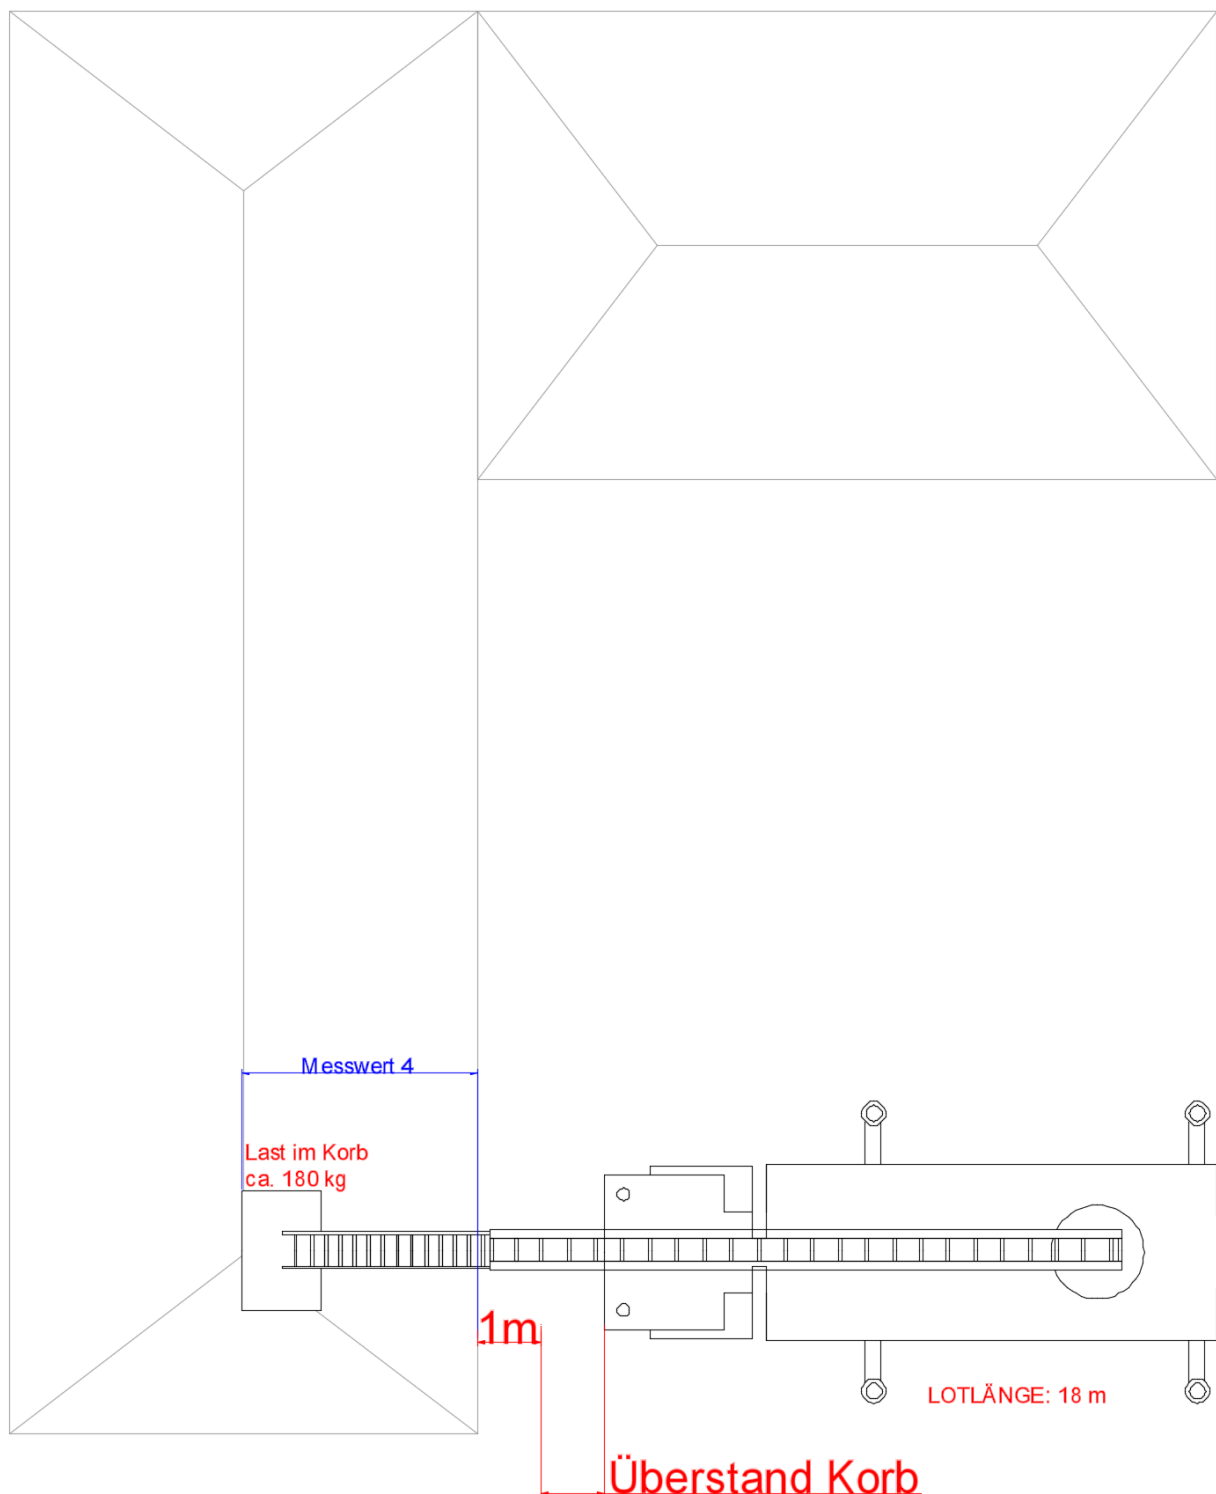 Messwert 4
Last im Korb
ca. 180 kg
1m
LOTLÄNGE: 18 m
Überstand Korb